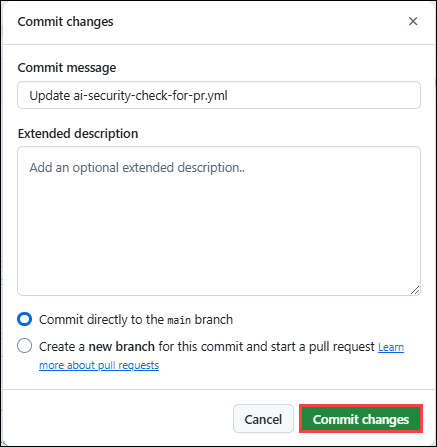 Commit changes
Commit message
Update ai-security-check-for-pr.yml
Extended description
Add an optional extended description..
Commit directly to the main branch
Create a new branch for this commit and start a pull request Learn
more about pull requests
Cancel
Commit changes